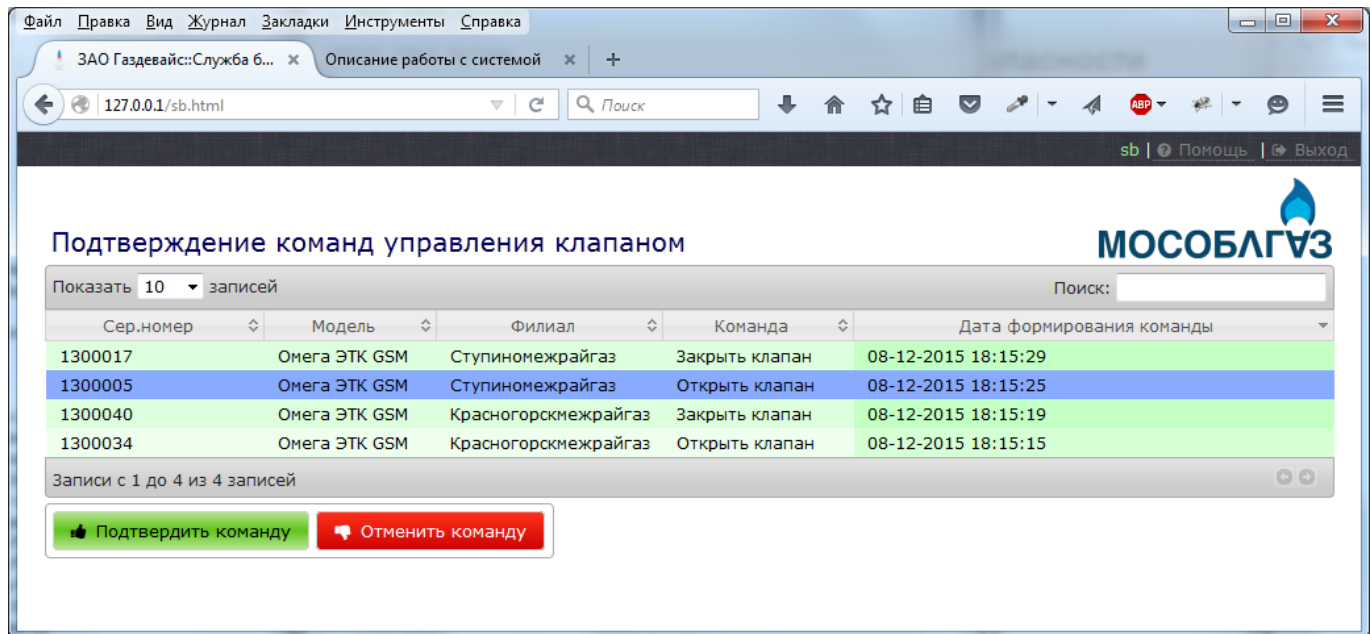 Файл Правка Вид Журнал Закладки Инструменты Справка
ЗАО Газдевайс::Служба б... Описание работы с системой
127.0.0.1/sb.html Поиск ABP
sb | Помощь | Выход
Подтверждение команд управления клапаном
МОСОБЛГАЗ
Показать 10 записей Поиск:
Сер.номер Модель Филиал Команда Дата формирования команды
1300017 Омега ЭТК GSM Ступиномежрайгаз Закрыть клапан 08-12-2015 18:15:29
1300005 Омега ЭТК GSM Ступиномежрайгаз Открыть клапан 08-12-2015 18:15:25
1300040 Омега ЭТК GSM Красногорскмежрайгаз Закрыть клапан 08-12-2015 18:15:19
1300034 Омега ЭТК GSM Красногорскмежрайгаз Открыть клапан 08-12-2015 18:15:15
Записи с 1 до 4 из 4 записей
Подтвердить команду Отменить команду